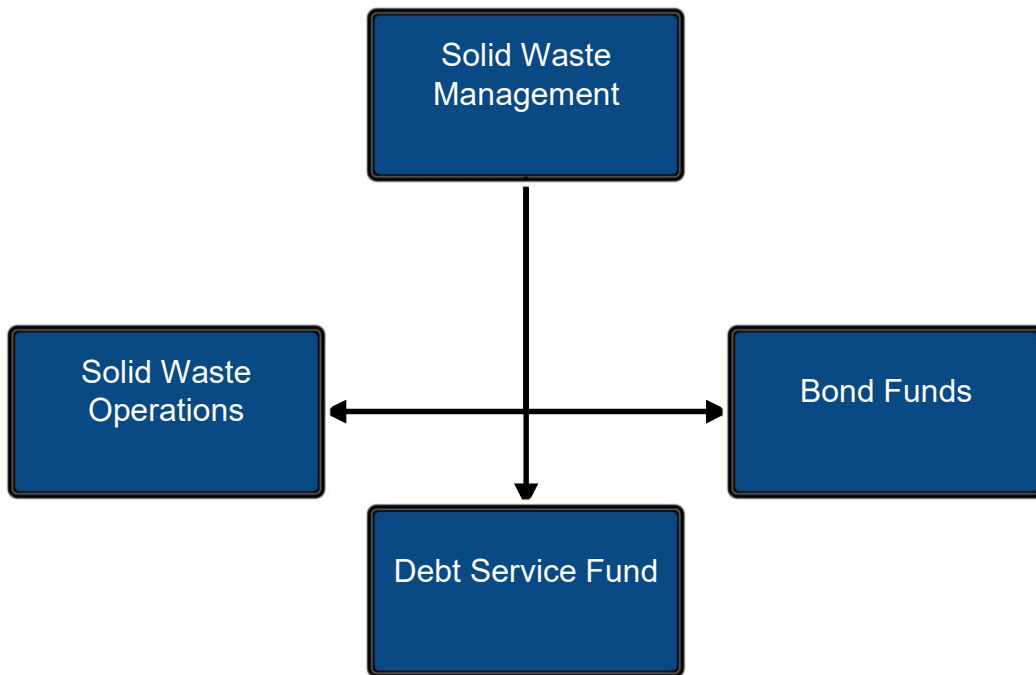 Solid Waste
Management
Solid Waste
Operations
Bond Funds
Debt Service Fund